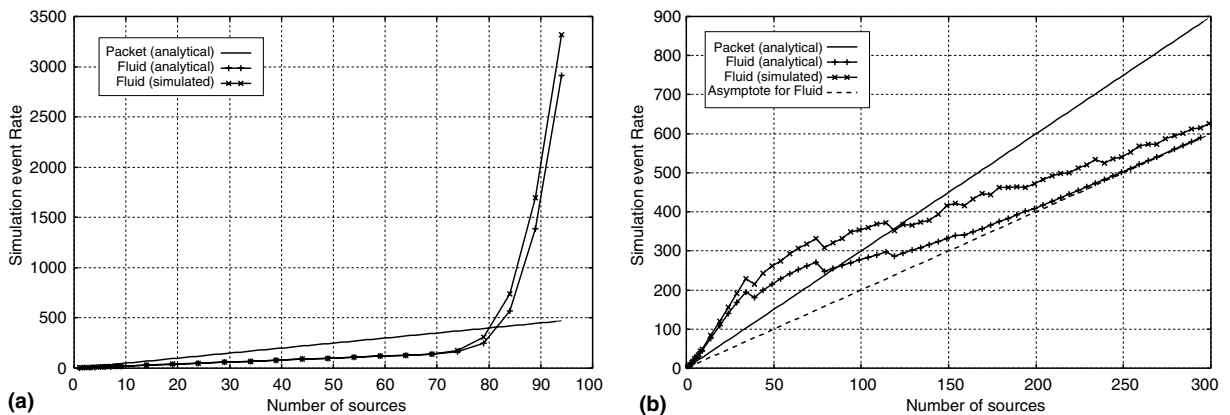 3500
3000
2500
2000
1500
1000
500
0
Simulation event Rate
Packet (analytical)
Fluid (analytical)
Fluid (simulated)
0 10 20 30 40 50 60 70 80 90 100
Number of sources
(a)
900
800
700
600
500
400
300
200
100
0
Simulation event Rate
Packet (analytical)
Fluid (analytical)
Fluid (simulated)
Asymptote for Fluid
0 50 100 150 200 250 300
Number of sources
(b)